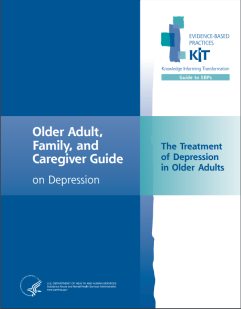 EVIDENCE-BASED
PRACTICES
KIT
Knowledge Informing Transformation
Guide to EBPs
Older Adult,
Family, and
Caregiver Guide
on Depression
The Treatment
of Depression
in Older Adults
U.S. DEPARTMENT OF HEALTH AND HUMAN SERVICES
Substance Abuse and Mental Health Services Administration